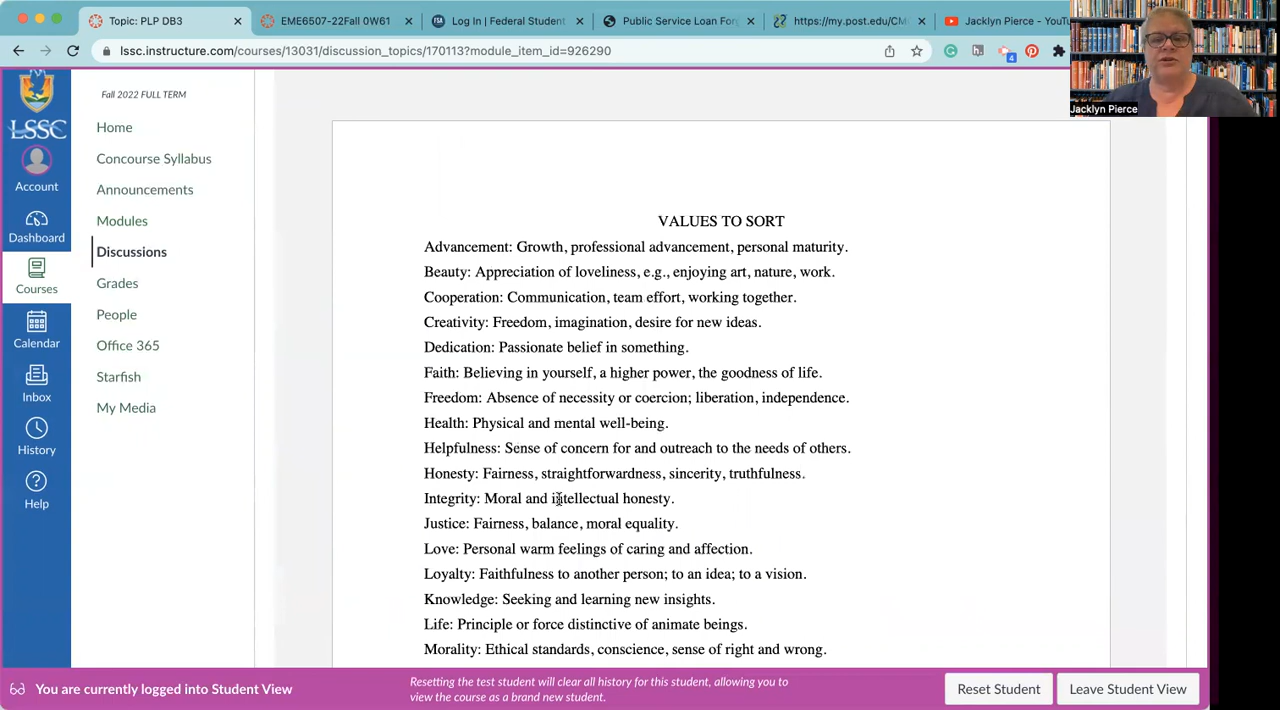 Topic: PLP DB3
EME6507-22Fall 0W61
Log In | Federal Student
Public Service Loan For
https://my.post.edu/CM
Jacklyn Pierce - YouT
lssc.instructure.com/courses/13031/discussion_topics/170113?module_item_id=926290
4
Jacklyn Pierce
LSSC
Account
Dashboard
Courses
Calendar
Inbox
History
Help
Fall 2022 FULL TERM
Home
Concourse Syllabus
Announcements
Modules
Discussions
Grades
People
Office 365
Starfish
My Media
VALUES TO SORT
Advancement: Growth, professional advancement, personal maturity.
Beauty: Appreciation of loveliness, e.g., enjoying art, nature, work.
Cooperation: Communication, team effort, working together.
Creativity: Freedom, imagination, desire for new ideas.
Dedication: Passionate belief in something.
Faith: Believing in yourself, a higher power, the goodness of life.
Freedom: Absence of necessity or coercion; liberation, independence.
Health: Physical and mental well-being.
Helpfulness: Sense of concern for and outreach to the needs of others.
Honesty: Fairness, straightforwardness, sincerity, truthfulness.
Integrity: Moral and intellectual honesty.
Justice: Fairness, balance, moral equality.
Love: Personal warm feelings of caring and affection.
Loyalty: Faithfulness to another person; to an idea; to a vision.
Knowledge: Seeking and learning new insights.
Life: Principle or force distinctive of animate beings.
Morality: Ethical standards, conscience, sense of right and wrong.
You are currently logged into Student View
Resetting the test student will clear all history for this student, allowing you to
view the course as a brand new student.
Reset Student
Leave Student View